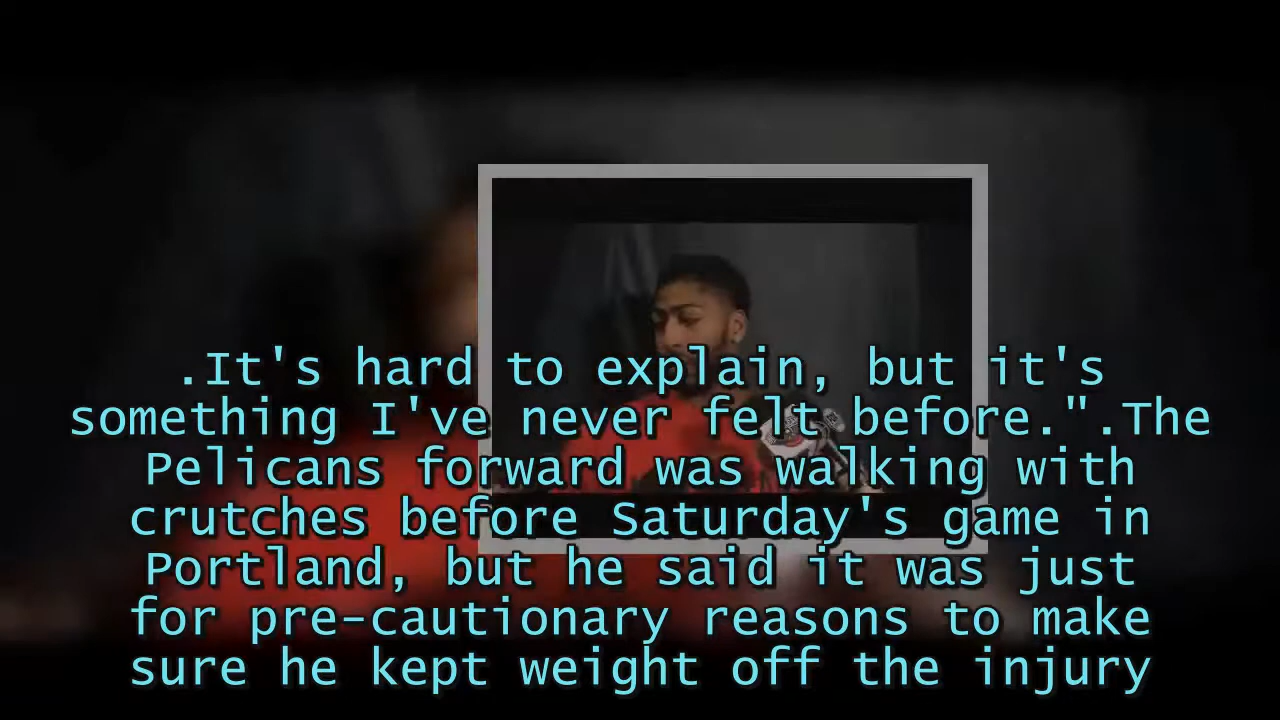 .It's hard to explain, but it's
something I've never felt before.".The
Pelicans forward was walking with
crutches before Saturday's game in
Portland, but he said it was just
for pre-cautionary reasons to make
sure he kept weight off the injury